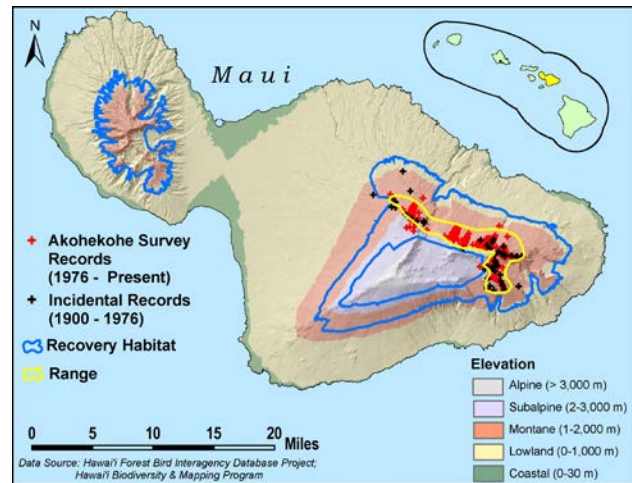 N
Maui
Akohekohe Survey
Records
(1976 - Present)
Incidental Records
(1900 - 1976)
Recovery Habitat
Range
Elevation
Alpine (> 3,000 m)
Subalpine (2-3,000 m)
Montane (1-2,000 m)
Lowland (0-1,000 m)
Coastal (0-30 m)
0 5 10 15 20
Miles
Data Source: Hawai'i Forest Bird Interagency Database Project;
Hawai'i Biodiversity & Mapping Program